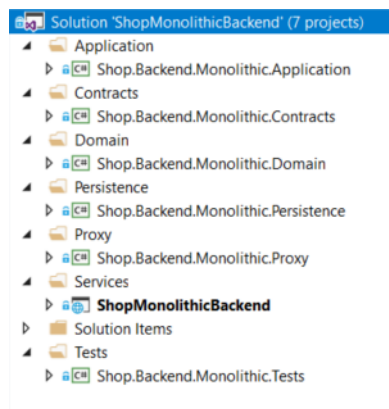 Solution 'ShopMonolithicBackend' (7 projects)
Application
C# Shop.Backend.Monolithic.Application
Contracts
C# Shop.Backend.Monolithic.Contracts
Domain
C# Shop.Backend.Monolithic.Domain
Persistence
C# Shop.Backend.Monolithic.Persistence
Proxy
C# Shop.Backend.Monolithic.Proxy
Services
ShopMonolithicBackend
Solution Items
Tests
C# Shop.Backend.Monolithic.Tests